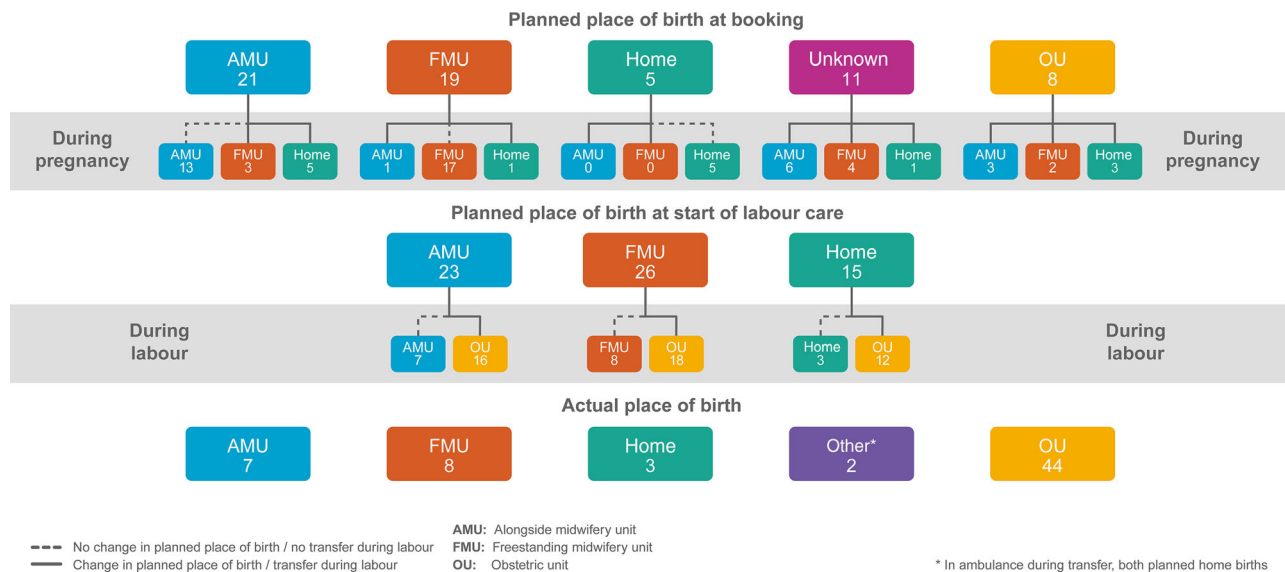 Planned place of birth at booking
AMU
21
FMU
19
Home
5
Unknown
11
OU
8
During
pregnancy
AMU
13
FMU
3
Home
5
AMU
1
FMU
17
Home
1
AMU
0
FMU
0
Home
5
AMU
6
FMU
4
Home
1
AMU
3
FMU
2
Home
3
During
pregnancy
Planned place of birth at start of labour care
AMU
23
FMU
26
Home
15
During
labour
AMU
7
OU
16
FMU
8
OU
18
Home
3
OU
12
During
labour
Actual place of birth
AMU
7
FMU
8
Home
3
Other*
2
OU
44
No change in planned place of birth / no transfer during labour
Change in planned place of birth / transfer during labour
AMU: Alongside midwifery unit
FMU: Freestanding midwifery unit
OU: Obstetric unit
* In ambulance during transfer, both planned home births